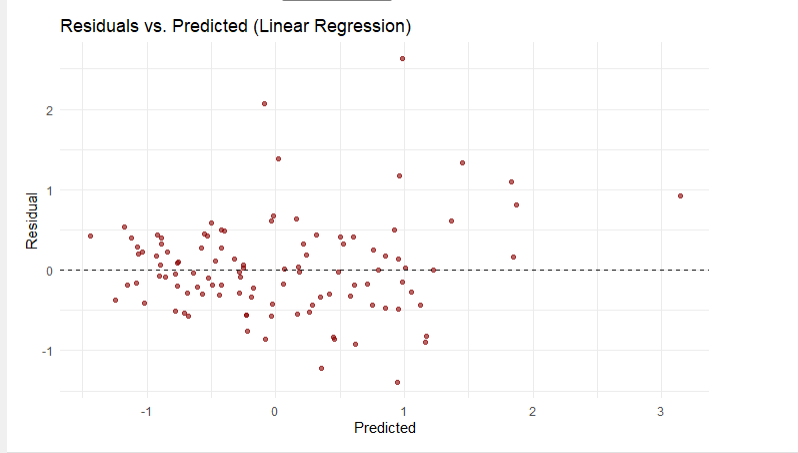 Residuals vs. Predicted (Linear Regression)
2
1
0
-1
Residual
-1 0 1 2 3
Predicted